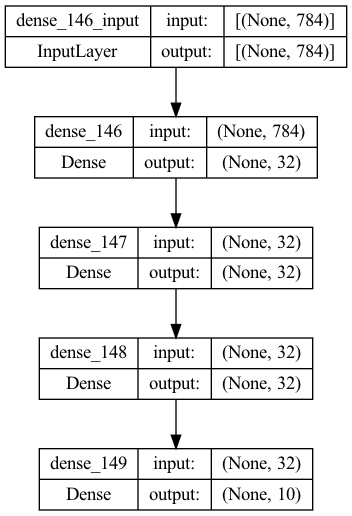 dense_146_input input: [(None, 784)]
InputLayer output: [(None, 784)]
dense_146 input: (None, 784)
Dense output: (None, 32)
dense_147 input: (None, 32)
Dense output: (None, 32)
dense_148 input: (None, 32)
Dense output: (None, 32)
dense_149 input: (None, 32)
Dense output: (None, 10)